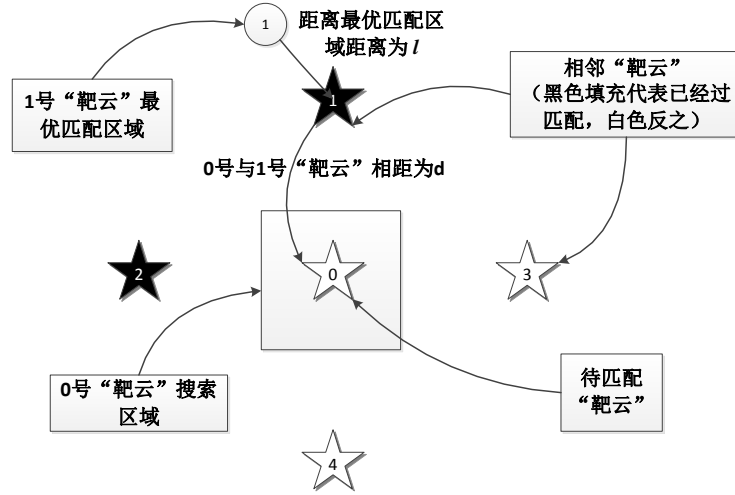 1
距离最优匹配区
域距离为 l
1号“靶云”最
优匹配区域
1
相邻“靶云”
（黑色填充代表已经过
匹配，白色反之）
0号与1号“靶云”相距为d
2
0
3
0号“靶云”搜索
区域
待匹配
“靶云”
4